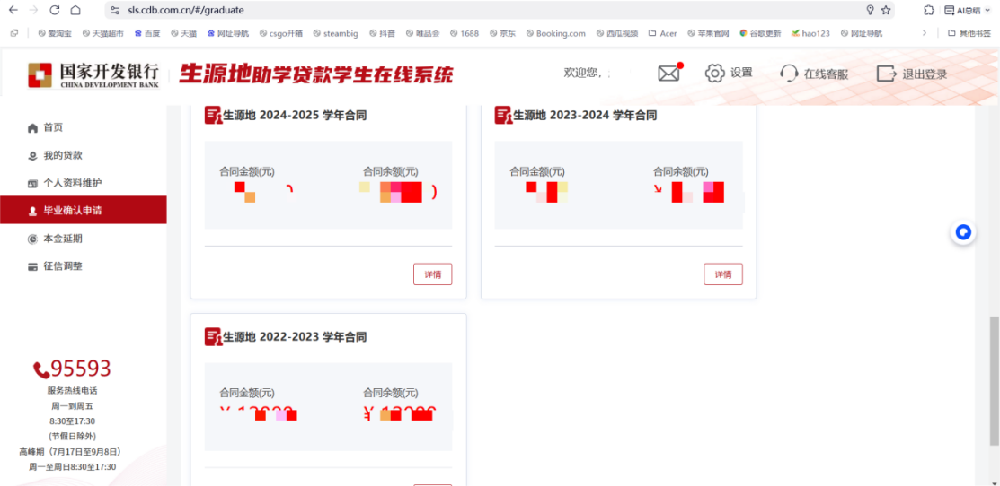 sls.cdb.com.cn/#/graduate
AI总结
爱淘宝 天猫超市 百度 天猫 网址导航 csgo开箱 steambig 抖音 唯品会 1688 京东 Booking.com 西瓜视频 Acer 苹果官网 谷歌更新 hao123 网址导航 其他书签
国家开发银行
CHINA DEVELOPMENT BANK
生源地助学贷款学生在线系统
欢迎您,
设置
在线客服
退出登录
首页
我的贷款
个人资料维护
毕业确认申请
本金延期
征信调整
95593
服务热线电话
周一到周五
8:30至17:30
(节假日除外)
高峰期(7月17日至9月8日)
周一至周日8:30至17:30
生源地 2024-2025 学年合同
合同金额(元) 合同余额(元)
详情
生源地 2023-2024 学年合同
合同金额(元) 合同余额(元)
详情
生源地 2022-2023 学年合同
合同金额(元) 合同余额(元)